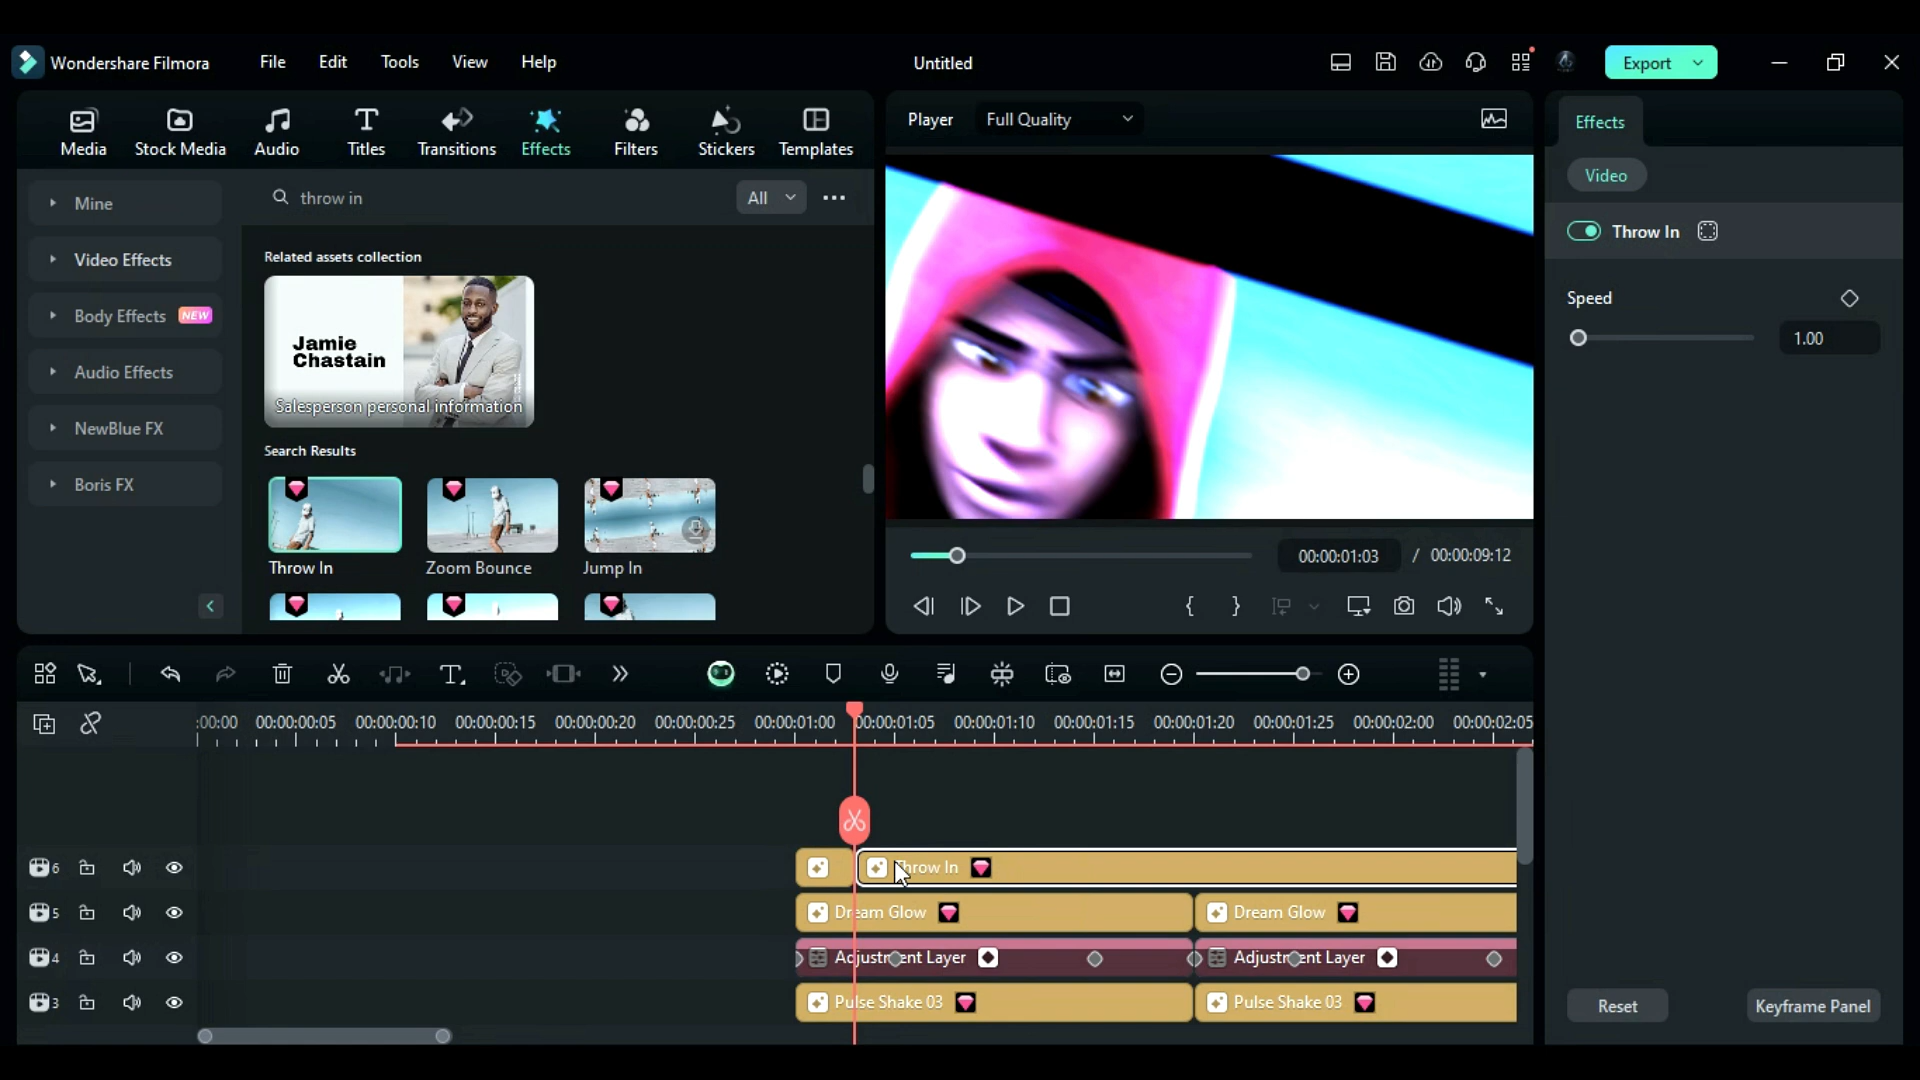 Wondershare Filmora File Edit Tools View Help Untitled Export
Media Stock Media Audio Titles Transitions Effects Filters Stickers Templates
Mine
Video Effects
Body Effects NEW
Audio Effects
NewBlue FX
Boris FX
throw in All
Related assets collection
Jamie
Chastain
Salesperson personal information
Search Results
Throw In Zoom Bounce Jump In
Player Full Quality
00:00:01:03 / 00:00:09:12
Effects
Video
Throw In
Speed
1.00
Reset Keyframe Panel
:00:00 00:00:00:05 00:00:00:10 00:00:00:15 00:00:00:20 00:00:00:25 00:00:01:00 00:00:01:05 00:00:01:10 00:00:01:15 00:00:01:20 00:00:01:25 00:00:02:00 00:00:02:05
6 Throw In
5 Dream Glow Dream Glow
4 Adjustment Layer Adjustment Layer
3 Pulse Shake 03 Pulse Shake 03